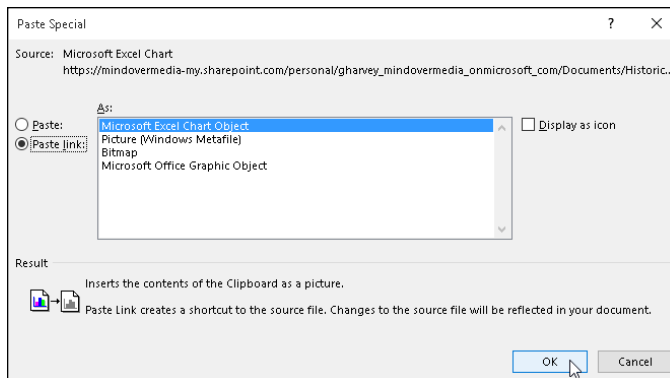 Paste Special
? X
Source: Microsoft Excel Chart
https://mindovermedia-my.sharepoint.com/personal/gharvey_mindovermedia_onmicrosoft_com/Documents/Historic...
As:
Paste:
Paste link:
Microsoft Excel Chart Object
Picture (Windows Metafile)
Bitmap
Microsoft Office Graphic Object
Display as icon
Result
Inserts the contents of the Clipboard as a picture.
Paste Link creates a shortcut to the source file. Changes to the source file will be reflected in your document.
OK
Cancel